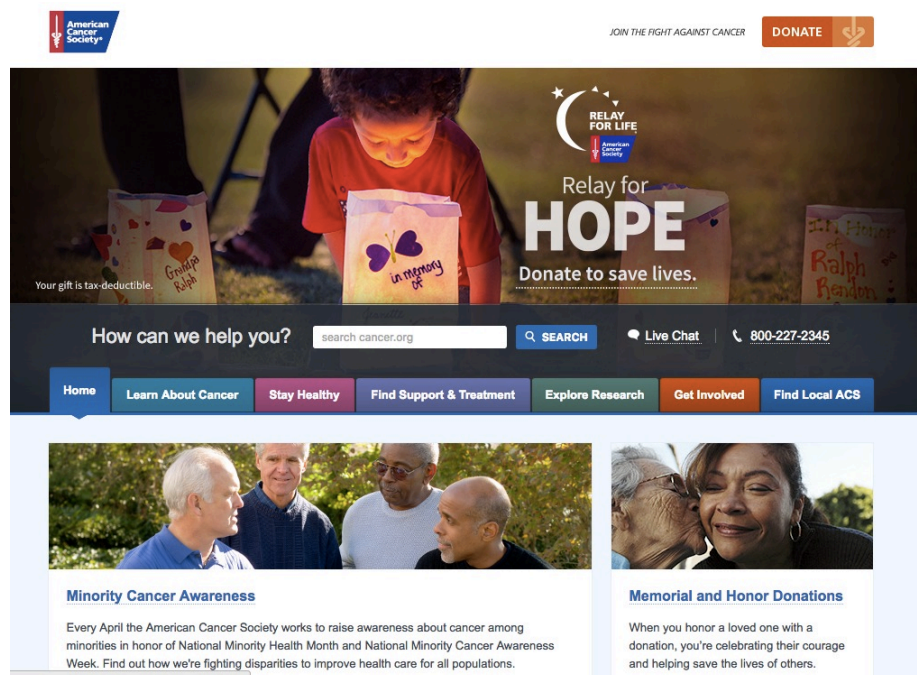 American
Cancer
Society®
JOIN THE FIGHT AGAINST CANCER
DONATE
RELAY
FOR LIFE
American
Cancer
Society
Relay for
HOPE
Donate to save lives.
Grandpa
Ralph
in memory
of
In Honor
of
Ralph
Rendon
Your gift is tax-deductible.
How can we help you?
search cancer.org
SEARCH
Live Chat
800-227-2345
Home
Learn About Cancer
Stay Healthy
Find Support & Treatment
Explore Research
Get Involved
Find Local ACS
Minority Cancer Awareness
Every April the American Cancer Society works to raise awareness about cancer among
minorities in honor of National Minority Health Month and National Minority Cancer Awareness
Week. Find out how we're fighting disparities to improve health care for all populations.
Memorial and Honor Donations
When you honor a loved one with a
donation, you're celebrating their courage
and helping save the lives of others.